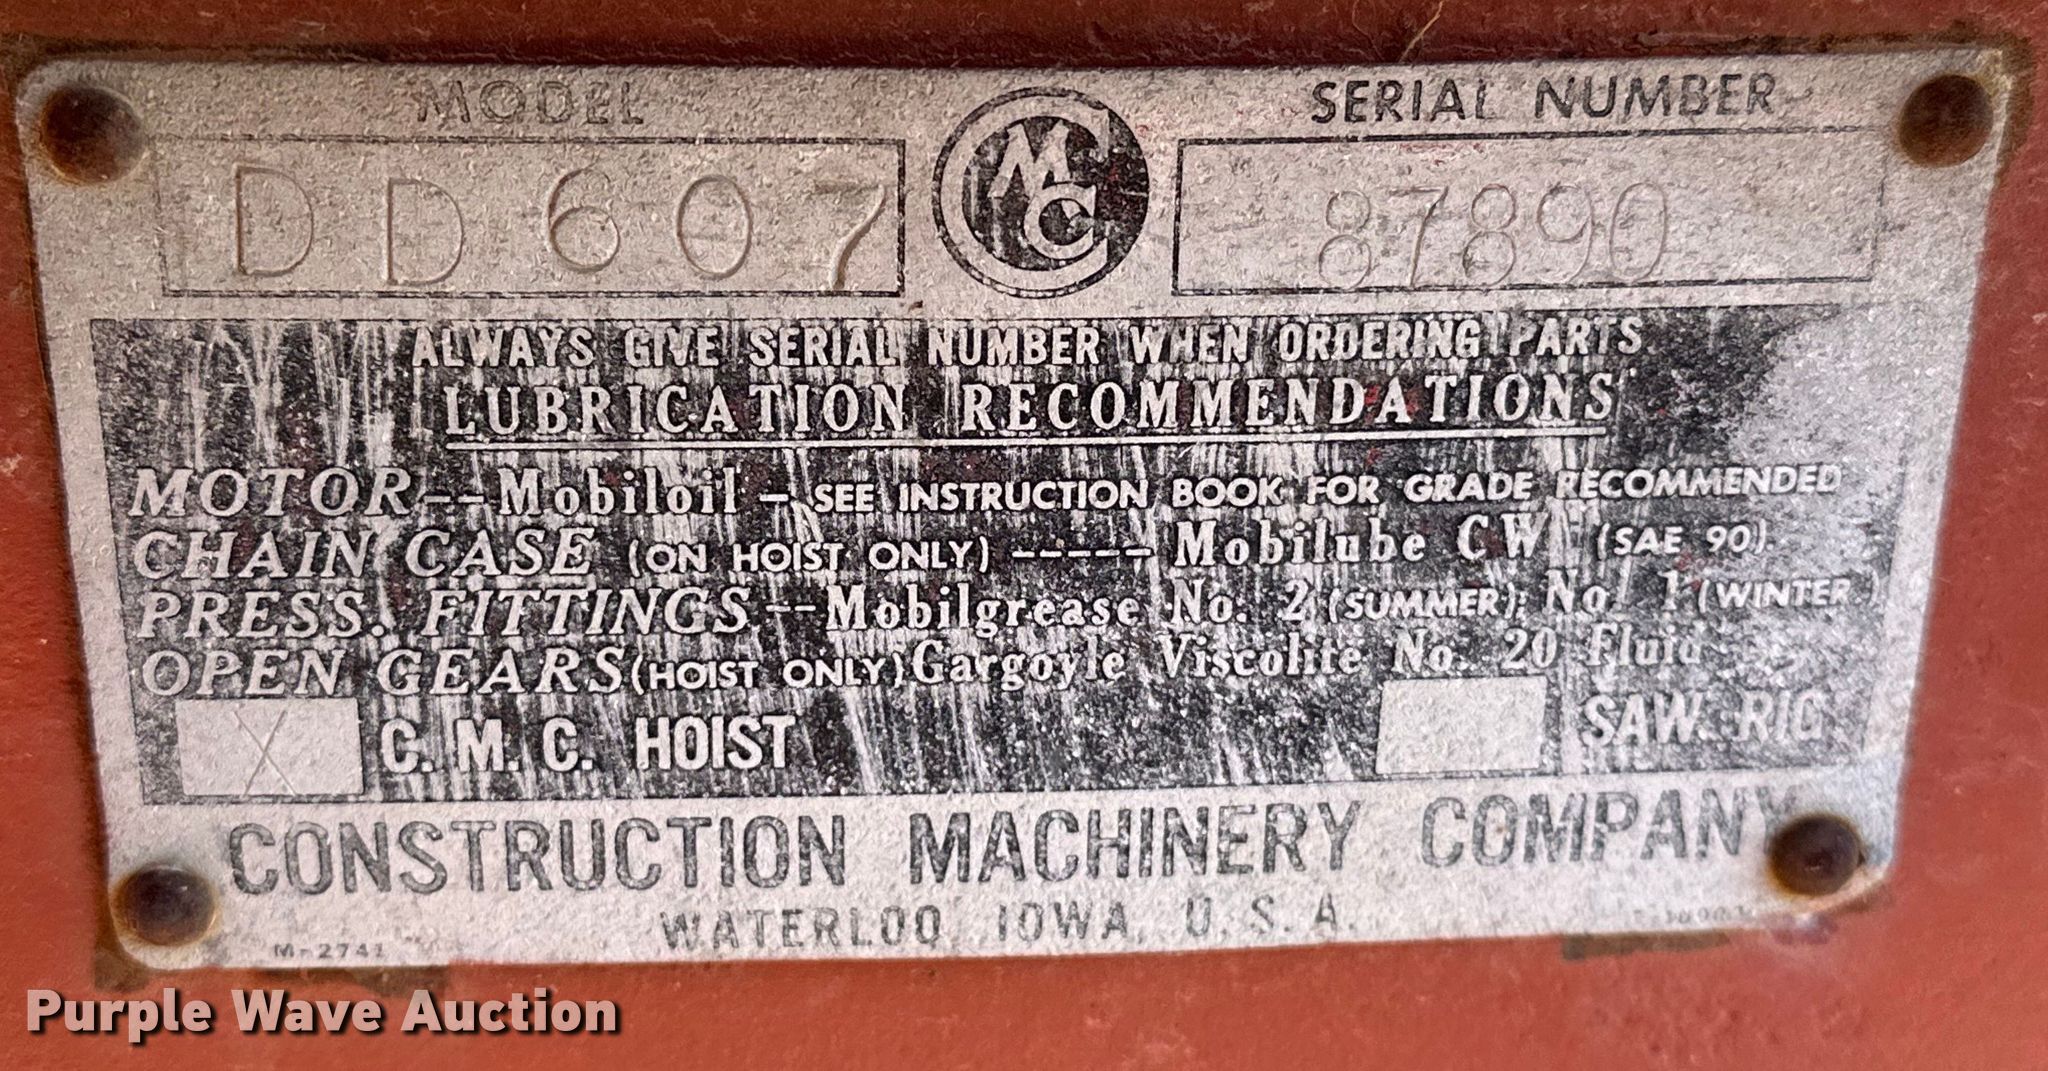 MODEL
CMC
SERIAL NUMBER
DD607
87890
ALWAYS GIVE SERIAL NUMBER WHEN ORDERING PARTS
LUBRICATION RECOMMENDATIONS
MOTOR -- Mobiloil - SEE INSTRUCTION BOOK FOR GRADE RECOMMENDED
CHAIN CASE (ON HOIST ONLY) ----- Mobilube CW (SAE 90)
PRESS. FITTINGS -- Mobilgrease No. 2 (SUMMER); No. 1 (WINTER)
OPEN GEARS (HOIST ONLY) Gargoyle Viscolite No. 20 Fluid
X C. M. C. HOIST
SAW RIG
CONSTRUCTION MACHINERY COMPANY
WATERLOO, IOWA, U. S. A.
M-2741
Purple Wave Auction